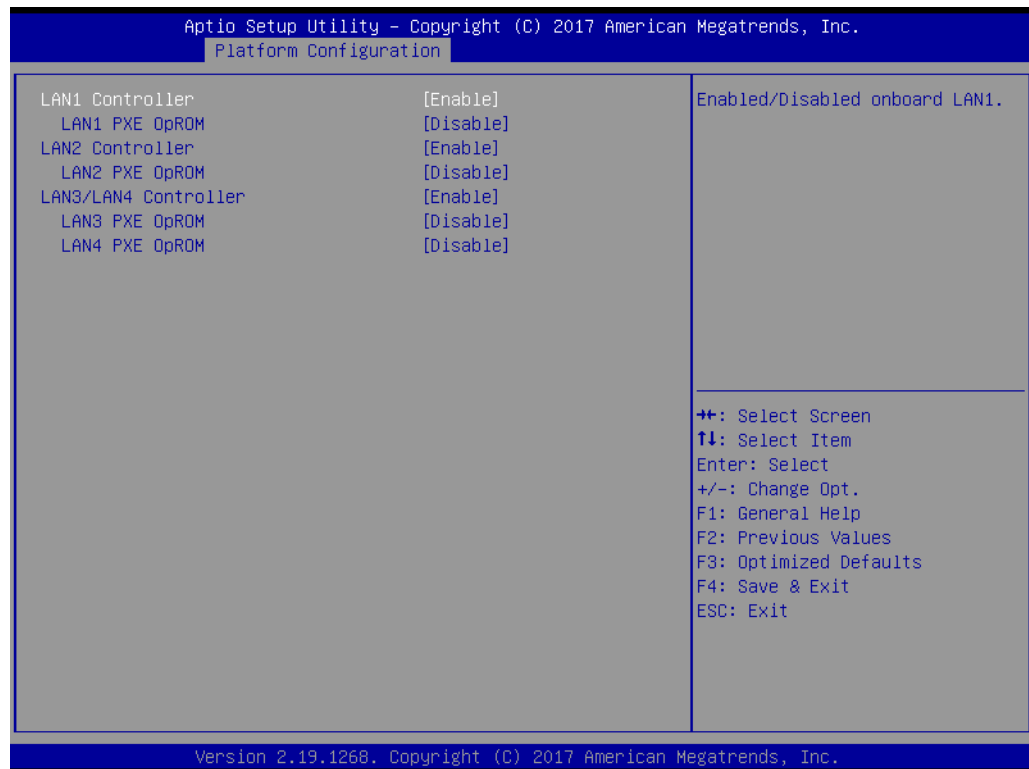 Aptio Setup Utility – Copyright (C) 2017 American Megatrends, Inc.
Platform Configuration
LAN1 Controller [Enable]
LAN1 PXE OpROM [Disable]
LAN2 Controller [Enable]
LAN2 PXE OpROM [Disable]
LAN3/LAN4 Controller [Enable]
LAN3 PXE OpROM [Disable]
LAN4 PXE OpROM [Disable]
Enabled/Disabled onboard LAN1.
→←: Select Screen
↑↓: Select Item
Enter: Select
+/-: Change Opt.
F1: General Help
F2: Previous Values
F3: Optimized Defaults
F4: Save & Exit
ESC: Exit
Version 2.19.1268. Copyright (C) 2017 American Megatrends, Inc.